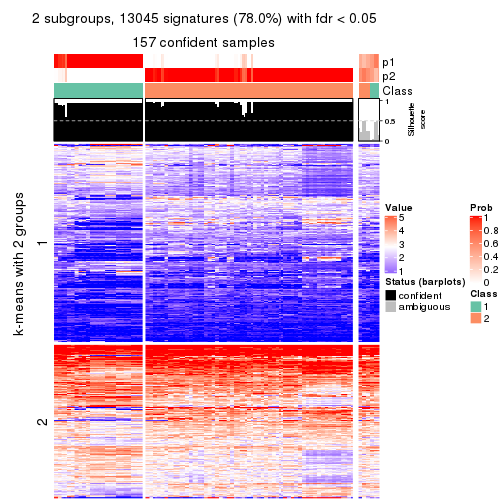 2 subgroups, 13045 signatures (78.0%) with fdr < 0.05
157 confident samples
p1
p2
Class
1
0.5
0
Silhouette
score
k-means with 2 groups
1
2
Value
5
4
3
2
1
Status (barplots)
confident
ambiguous
Prob
1
0.8
0.6
0.4
0.2
0
Class
1
2